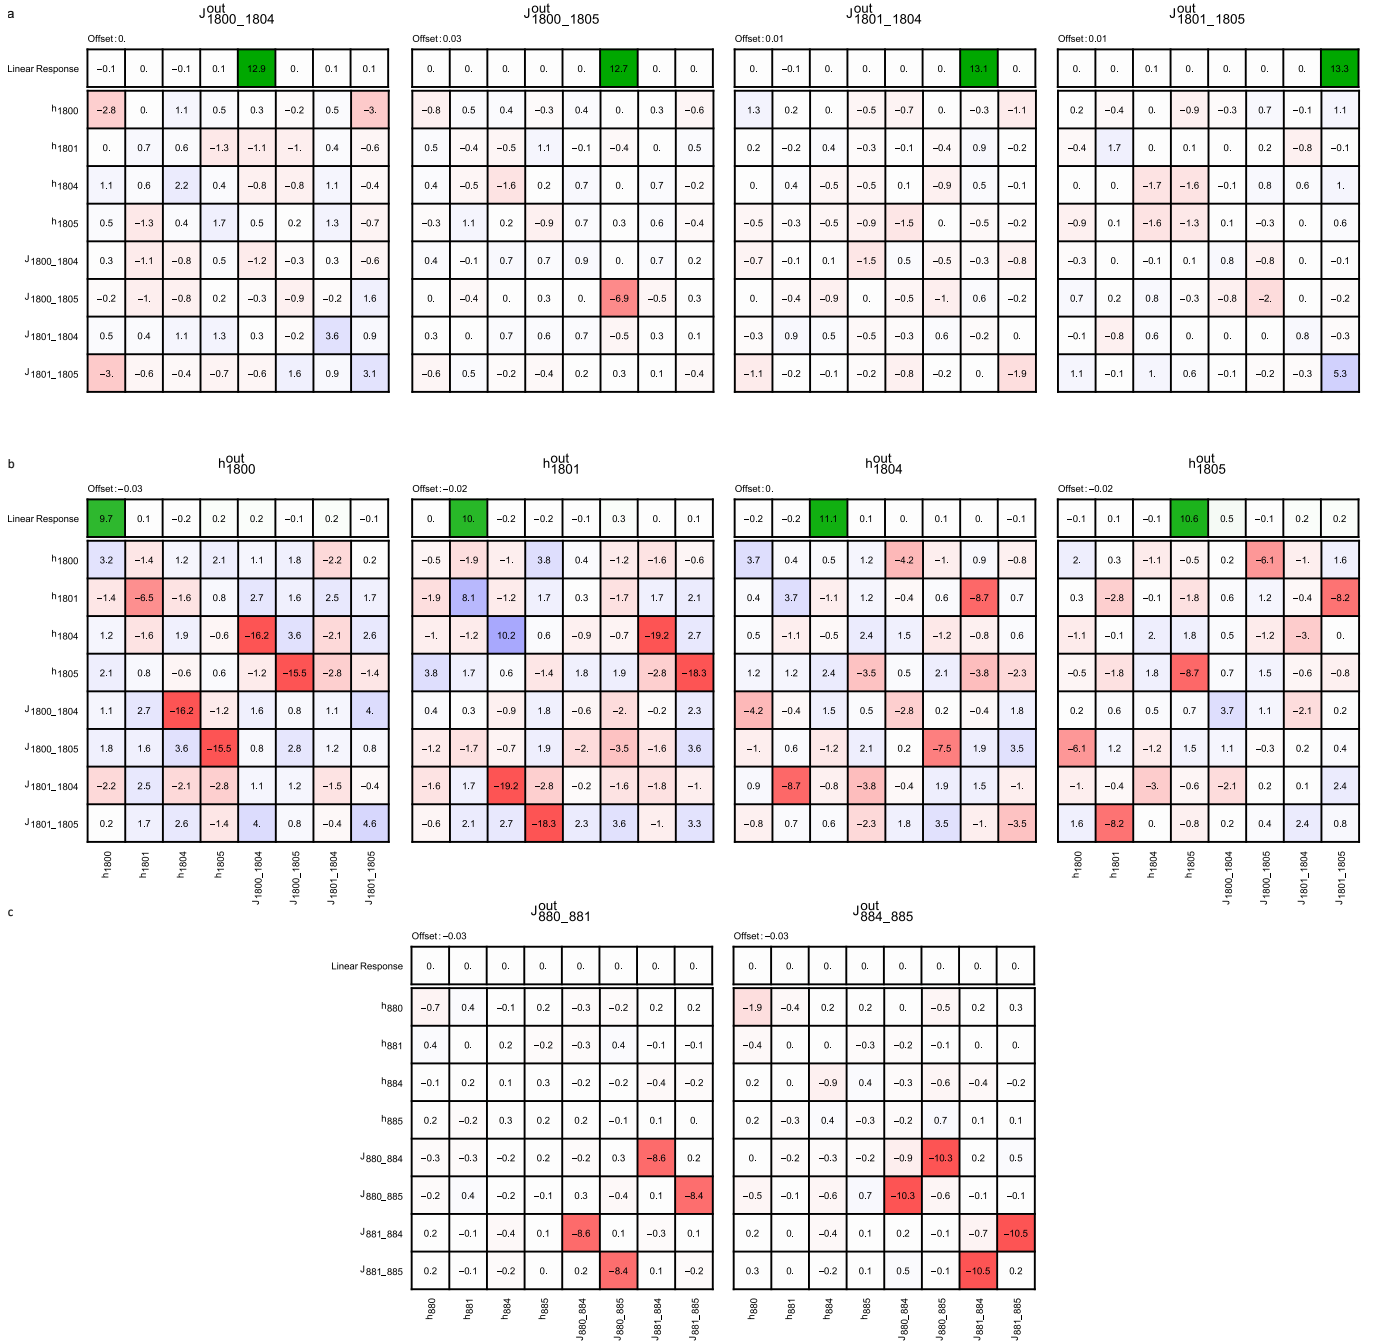 a
J^out_1800_1804 J^out_1800_1805 J^out_1801_1804 J^out_1801_1805
Offset: 0. Offset: 0.03 Offset: 0.01 Offset: 0.01
Linear Response −0.1 0. −0.1 0.1 12.9 0. 0.1 0.1 0. 0. 0. 0. 0. 12.7 0. 0. 0. −0.1 0. 0. 0. 0. 13.1 0. 0. 0. 0.1 0. 0. 0. 0. 13.3
h1800 −2.8 0. 1.1 0.5 0.3 −0.2 0.5 −3. −0.8 0.5 0.4 −0.3 0.4 0. 0.3 −0.6 1.3 0.2 0. −0.5 −0.7 0. −0.3 −1.1 0.2 −0.4 0. −0.9 −0.3 0.7 −0.1 1.1
h1801 0. 0.7 0.6 −1.3 −1.1 −1. 0.4 −0.6 0.5 −0.4 −0.5 1.1 −0.1 −0.4 0. 0.5 0.2 −0.2 0.4 −0.3 −0.1 −0.4 0.9 −0.2 −0.4 1.7 0. 0.1 0. 0.2 −0.8 −0.1
h1804 1.1 0.6 2.2 0.4 −0.8 −0.8 1.1 −0.4 0.4 −0.5 −1.6 0.2 0.7 0. 0.7 −0.2 0. 0.4 −0.5 −0.5 0.1 −0.9 0.5 −0.1 0. 0. −1.7 −1.6 −0.1 0.8 0.6 1.
h1805 0.5 −1.3 0.4 1.7 0.5 0.2 1.3 −0.7 −0.3 1.1 0.2 −0.9 0.7 0.3 0.6 −0.4 −0.5 −0.3 −0.5 −0.9 −1.5 0. −0.5 −0.2 −0.9 0.1 −1.6 −1.3 0.1 −0.3 0. 0.6
J1800_1804 0.3 −1.1 −0.8 0.5 −1.2 −0.3 0.3 −0.6 0.4 −0.1 0.7 0.7 0.9 0. 0.7 0.2 −0.7 −0.1 0.1 −1.5 0.5 −0.5 −0.3 −0.8 −0.3 0. −0.1 0.1 0.8 −0.8 0. −0.1
J1800_1805 −0.2 −1. −0.8 0.2 −0.3 −0.9 −0.2 1.6 0. −0.4 0. 0.3 0. −6.9 −0.5 0.3 0. −0.4 −0.9 0. −0.5 −1. 0.6 −0.2 0.7 0.2 0.8 −0.3 −0.8 −2. 0. −0.2
J1801_1804 0.5 0.4 1.1 1.3 0.3 −0.2 3.6 0.9 0.3 0. 0.7 0.6 0.7 −0.5 0.3 0.1 −0.3 0.9 0.5 −0.5 −0.3 0.6 −0.2 0. −0.1 −0.8 0.6 0. 0. 0. 0.8 −0.3
J1801_1805 −3. −0.6 −0.4 −0.7 −0.6 1.6 0.9 3.1 −0.6 0.5 −0.2 −0.4 0.2 0.3 0.1 −0.4 −1.1 −0.2 −0.1 −0.2 −0.8 −0.2 0. −1.9 1.1 −0.1 1. 0.6 −0.1 −0.2 −0.3 5.3
b
h^out_1800 h^out_1801 h^out_1804 h^out_1805
Offset: −0.03 Offset: −0.02 Offset: 0. Offset: −0.02
Linear Response 9.7 0.1 −0.2 0.2 0.2 −0.1 0.2 −0.1 0. 10. −0.2 −0.2 −0.1 0.3 0. 0.1 −0.2 −0.2 11.1 0.1 0. 0.1 0. −0.1 −0.1 0.1 −0.1 10.6 0.5 −0.1 0.2 0.2
h1800 3.2 −1.4 1.2 2.1 1.1 1.8 −2.2 0.2 −0.5 −1.9 −1. 3.8 0.4 −1.2 −1.6 −0.6 3.7 0.4 0.5 1.2 −4.2 −1. 0.9 −0.8 2. 0.3 −1.1 −0.5 0.2 −6.1 −1. 1.6
h1801 −1.4 −6.5 −1.6 0.8 2.7 1.6 2.5 1.7 −1.9 8.1 −1.2 1.7 0.3 −1.7 1.7 2.1 0.4 3.7 −1.1 1.2 −0.4 0.6 −8.7 0.7 0.3 −2.8 −0.1 −1.8 0.6 1.2 −0.4 −8.2
h1804 1.2 −1.6 1.9 −0.6 −16.2 3.6 −2.1 2.6 −1. −1.2 10.2 0.6 −0.9 −0.7 −19.2 2.7 0.5 −1.1 −0.5 2.4 1.5 −1.2 −0.8 0.6 −1.1 −0.1 2. 1.8 0.5 −1.2 −3. 0.
h1805 2.1 0.8 −0.6 0.6 −1.2 −15.5 −2.8 −1.4 3.8 1.7 0.6 −1.4 1.8 1.9 −2.8 −18.3 1.2 1.2 2.4 −3.5 0.5 2.1 −3.8 −2.3 −0.5 −1.8 1.8 −8.7 0.7 1.5 −0.6 −0.8
J1800_1804 1.1 2.7 −16.2 −1.2 1.6 0.8 1.1 4. 0.4 0.3 −0.9 1.8 −0.6 −2. −0.2 2.3 −4.2 −0.4 1.5 0.5 −2.8 0.2 −0.4 1.8 0.2 0.6 0.5 0.7 3.7 1.1 −2.1 0.2
J1800_1805 1.8 1.6 3.6 −15.5 0.8 2.8 1.2 0.8 −1.2 −1.7 −0.7 1.9 −2. −3.5 −1.6 3.6 −1. 0.6 −1.2 2.1 0.2 −7.5 1.9 3.5 −6.1 1.2 −1.2 1.5 1.1 −0.3 0.2 0.4
J1801_1804 −2.2 2.5 −2.1 −2.8 1.1 1.2 −1.5 −0.4 −1.6 1.7 −19.2 −2.8 −0.2 −1.6 −1.8 −1. 0.9 −8.7 −0.8 −3.8 −0.4 1.9 1.5 −1. −1. −0.4 −3. −0.6 −2.1 0.2 0.1 2.4
J1801_1805 0.2 1.7 2.6 −1.4 4. 0.8 −0.4 4.6 −0.6 2.1 2.7 −18.3 2.3 3.6 −1. 3.3 −0.8 0.7 0.6 −2.3 1.8 3.5 −1. −3.5 1.6 −8.2 0. −0.8 0.2 0.4 2.4 0.8
h1800 h1801 h1804 h1805 J1800_1804 J1800_1805 J1801_1804 J1801_1805 h1800 h1801 h1804 h1805 J1800_1804 J1800_1805 J1801_1804 J1801_1805
c
J^out_880_881 J^out_884_885
Offset: −0.03 Offset: −0.03
Linear Response 0. 0. 0. 0. 0. 0. 0. 0. 0. 0. 0. 0. 0. 0. 0. 0.
h880 −0.7 0.4 −0.1 0.2 −0.3 −0.2 0.2 0.2 −1.9 −0.4 0.2 0.2 0. −0.5 0.2 0.3
h881 0.4 0. 0.2 −0.2 −0.3 0.4 −0.1 −0.1 −0.4 0. 0. −0.3 −0.2 −0.1 0. 0.
h884 −0.1 0.2 0.1 0.3 −0.2 −0.2 −0.4 −0.2 0.2 0. −0.9 0.4 −0.3 −0.6 −0.4 −0.2
h885 0.2 −0.2 0.3 0.2 0.2 −0.1 0.1 0. 0.2 −0.3 0.4 −0.3 −0.2 0.7 0.1 0.1
J880_884 −0.3 −0.3 −0.2 0.2 −0.2 0.3 −8.6 0.2 0. −0.2 −0.3 −0.2 −0.9 −10.3 0.2 0.5
J880_885 −0.2 0.4 −0.2 −0.1 0.3 −0.4 0.1 −8.4 −0.5 −0.1 −0.6 0.7 −10.3 −0.6 −0.1 −0.1
J881_884 0.2 −0.1 −0.4 0.1 −8.6 0.1 −0.3 0.1 0.2 0. −0.4 0.1 0.2 −0.1 −0.7 −10.5
J881_885 0.2 −0.1 −0.2 0. 0.2 −8.4 0.1 −0.2 0.3 0. −0.2 0.1 0.5 −0.1 −10.5 0.2
h880 h881 h884 h885 J880_884 J880_885 J881_884 J881_885 h880 h881 h884 h885 J880_884 J880_885 J881_884 J881_885